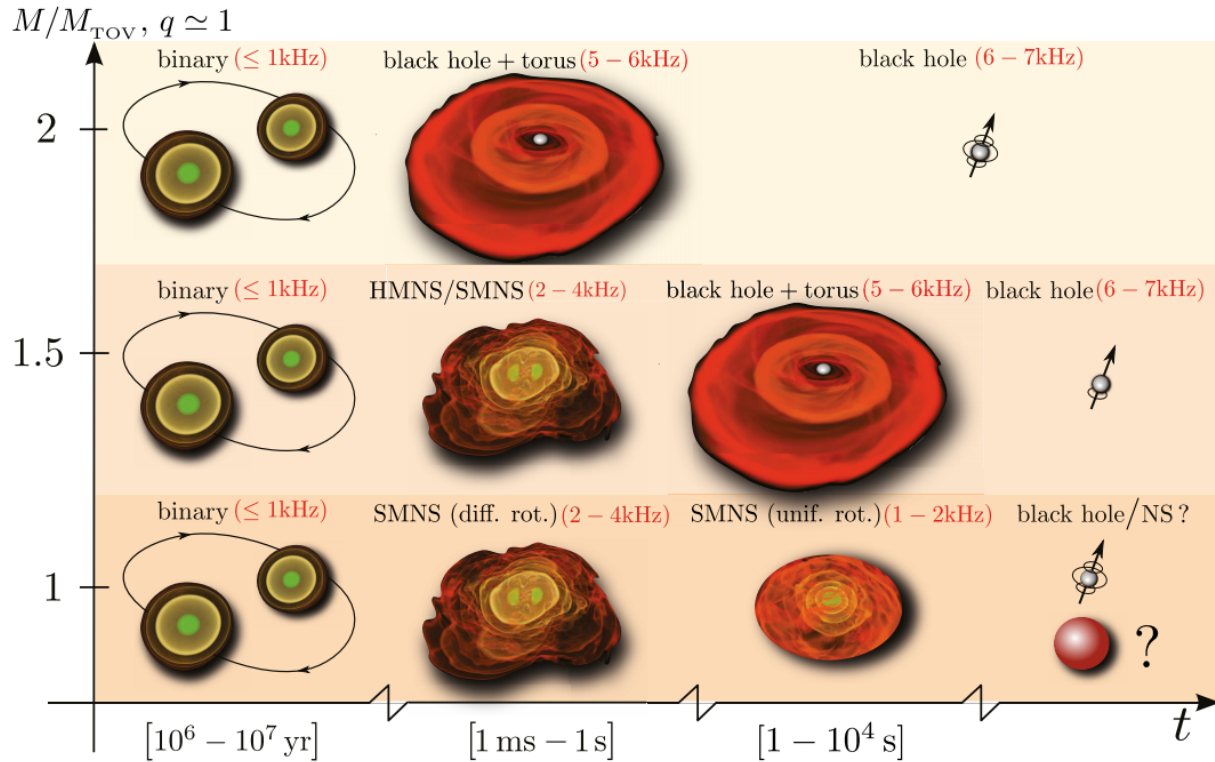 M/M_TOV, q ≃ 1
binary (≤ 1kHz)
black hole + torus (5 − 6kHz)
black hole (6 − 7kHz)
2
binary (≤ 1kHz)
HMNS/SMNS (2 − 4kHz)
black hole + torus (5 − 6kHz)
black hole (6 − 7kHz)
1.5
binary (≤ 1kHz)
SMNS (diff. rot.) (2 − 4kHz)
SMNS (unif. rot.) (1 − 2kHz)
black hole/NS ?
1
?
[10⁶ − 10⁷ yr]
[1 ms − 1 s]
[1 − 10⁴ s]
t